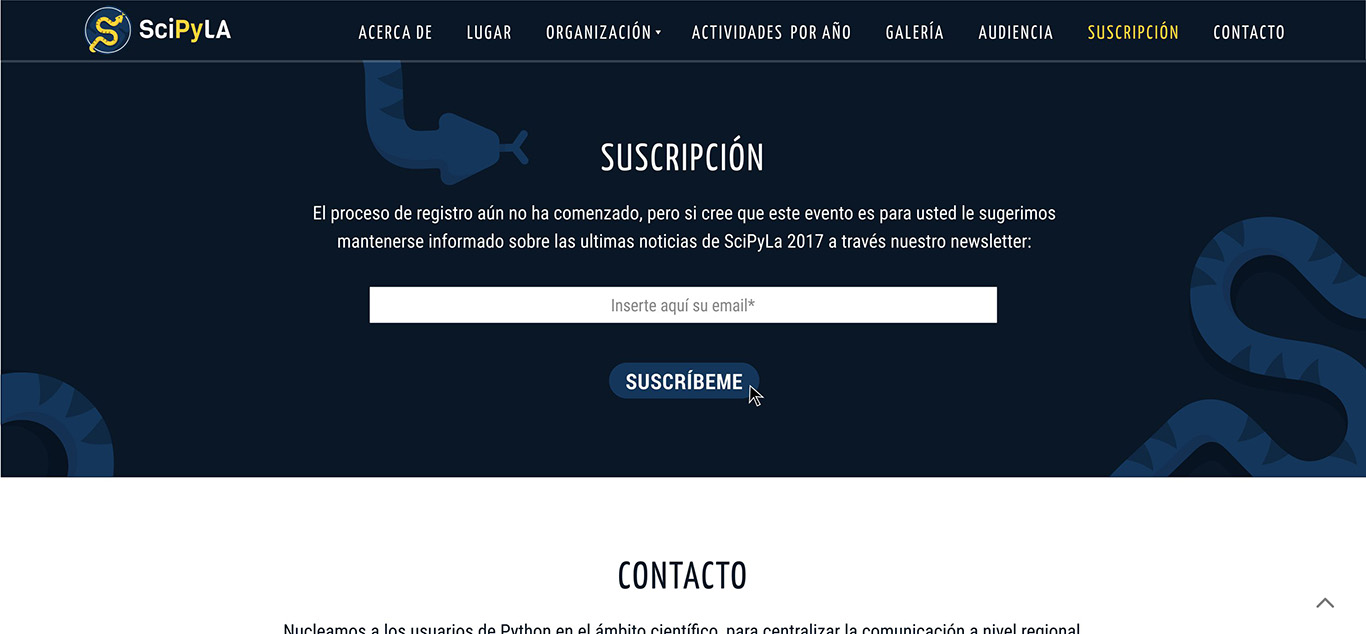 SciPyLA
ACERCA DE LUGAR ORGANIZACIÓN ACTIVIDADES POR AÑO GALERÍA AUDIENCIA SUSCRIPCIÓN CONTACTO
SUSCRIPCIÓN
El proceso de registro aún no ha comenzado, pero si cree que este evento es para usted le sugerimos
mantenerse informado sobre las ultimas noticias de SciPyLa 2017 a través nuestro newsletter:
Inserte aquí su email*
SUSCRÍBEME
CONTACTO
Nucleamos a los usuarios de Python en el ámbito científico, para centralizar la comunicación a nivel regional.